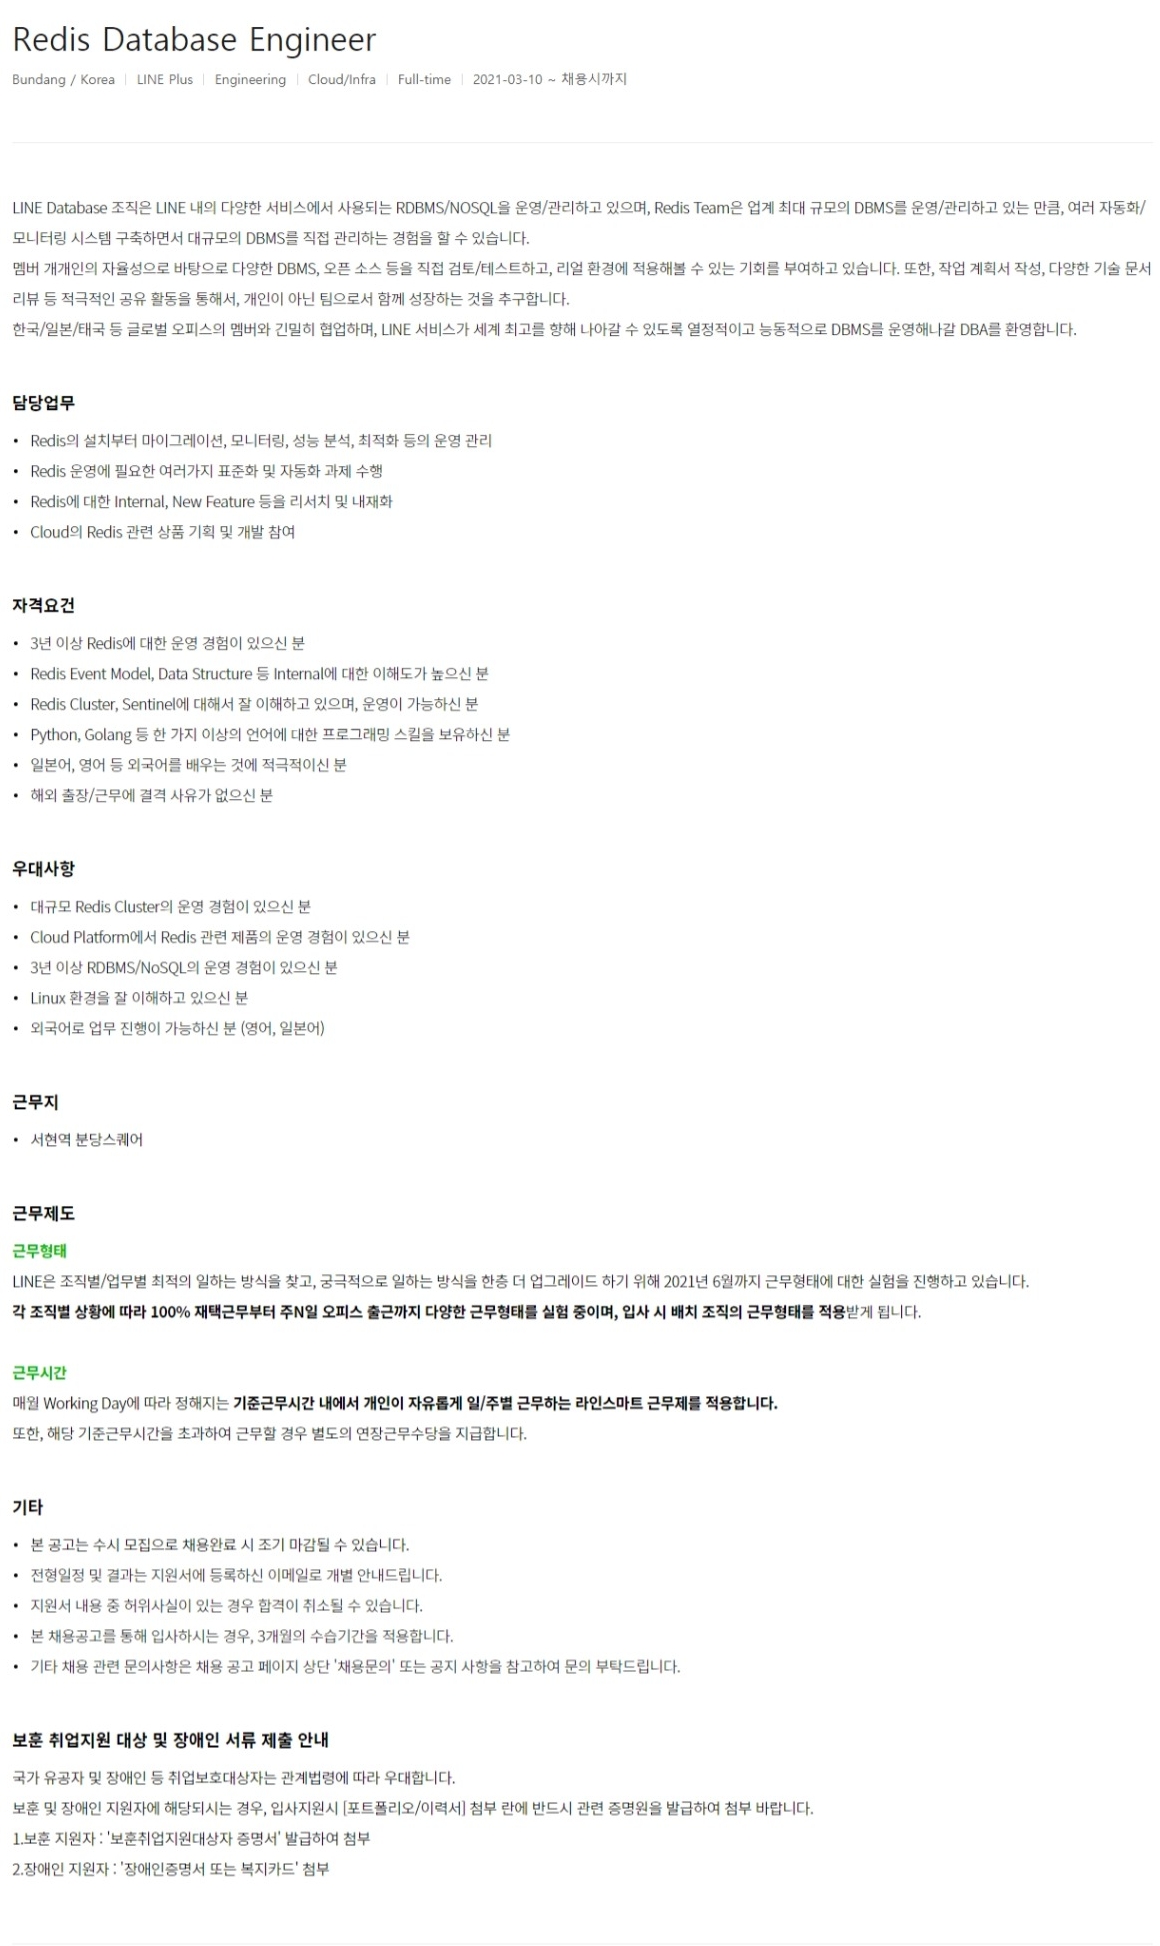 Redis Database Engineer
Bundang / Korea | LINE Plus | Engineering | Cloud/Infra | Full-time | 2021-03-10 ~ 채용시까지
LINE Database 조직은 LINE 내의 다양한 서비스에서 사용되는 RDBMS/NOSQL을 운영/관리하고 있으며, Redis Team은 업계 최대 규모의 DBMS를 운영/관리하고 있는 만큼, 여러 자동화/
모니터링 시스템 구축하면서 대규모의 DBMS를 직접 관리하는 경험을 할 수 있습니다.
멤버 개개인의 자율성으로 바탕으로 다양한 DBMS, 오픈 소스 등을 직접 검토/테스트하고, 리얼 환경에 적용해볼 수 있는 기회를 부여하고 있습니다. 또한, 작업 계획서 작성, 다양한 기술 문서
리뷰 등 적극적인 공유 활동을 통해서, 개인이 아닌 팀으로서 함께 성장하는 것을 추구합니다.
한국/일본/태국 등 글로벌 오피스의 멤버와 긴밀히 협업하며, LINE 서비스가 세계 최고를 향해 나아갈 수 있도록 열정적이고 능동적으로 DBMS를 운영해나갈 DBA를 환영합니다.
담당업무
• Redis의 설치부터 마이그레이션, 모니터링, 성능 분석, 최적화 등의 운영 관리
• Redis 운영에 필요한 여러가지 표준화 및 자동화 과제 수행
• Redis에 대한 Internal, New Feature 등을 리서치 및 내재화
• Cloud의 Redis 관련 상품 기획 및 개발 참여
자격요건
• 3년 이상 Redis에 대한 운영 경험이 있으신 분
• Redis Event Model, Data Structure 등 Internal에 대한 이해도가 높으신 분
• Redis Cluster, Sentinel에 대해서 잘 이해하고 있으며, 운영이 가능하신 분
• Python, Golang 등 한 가지 이상의 언어에 대한 프로그래밍 스킬을 보유하신 분
• 일본어, 영어 등 외국어를 배우는 것에 적극적이신 분
• 해외 출장/근무에 결격 사유가 없으신 분
우대사항
• 대규모 Redis Cluster의 운영 경험이 있으신 분
• Cloud Platform에서 Redis 관련 제품의 운영 경험이 있으신 분
• 3년 이상 RDBMS/NoSQL의 운영 경험이 있으신 분
• Linux 환경을 잘 이해하고 있으신 분
• 외국어로 업무 진행이 가능하신 분 (영어, 일본어)
근무지
• 서현역 분당스퀘어
근무제도
근무형태
LINE은 조직별/업무별 최적의 일하는 방식을 찾고, 궁극적으로 일하는 방식을 한층 더 업그레이드 하기 위해 2021년 6월까지 근무형태에 대한 실험을 진행하고 있습니다.
각 조직별 상황에 따라 100% 재택근무부터 주N일 오피스 출근까지 다양한 근무형태를 실험 중이며, 입사 시 배치 조직의 근무형태를 적용받게 됩니다.
근무시간
매월 Working Day에 따라 정해지는 기준근무시간 내에서 개인이 자유롭게 일/주별 근무하는 라인스마트 근무제를 적용합니다.
또한, 해당 기준근무시간을 초과하여 근무할 경우 별도의 연장근무수당을 지급합니다.
기타
• 본 공고는 수시 모집으로 채용완료 시 조기 마감될 수 있습니다.
• 전형일정 및 결과는 지원서에 등록하신 이메일로 개별 안내드립니다.
• 지원서 내용 중 허위사실이 있는 경우 합격이 취소될 수 있습니다.
• 본 채용공고를 통해 입사하시는 경우, 3개월의 수습기간을 적용합니다.
• 기타 채용 관련 문의사항은 채용 공고 페이지 상단 '채용문의' 또는 공지 사항을 참고하여 문의 부탁드립니다.
보훈 취업지원 대상 및 장애인 서류 제출 안내
국가 유공자 및 장애인 등 취업보호대상자는 관계법령에 따라 우대합니다.
보훈 및 장애인 지원자에 해당되시는 경우, 입사지원시 [포트폴리오/이력서] 첨부 란에 반드시 관련 증명원을 발급하여 첨부 바랍니다.
1.보훈 지원자 : '보훈취업지원대상자 증명서' 발급하여 첨부
2.장애인 지원자 : '장애인증명서 또는 복지카드' 첨부